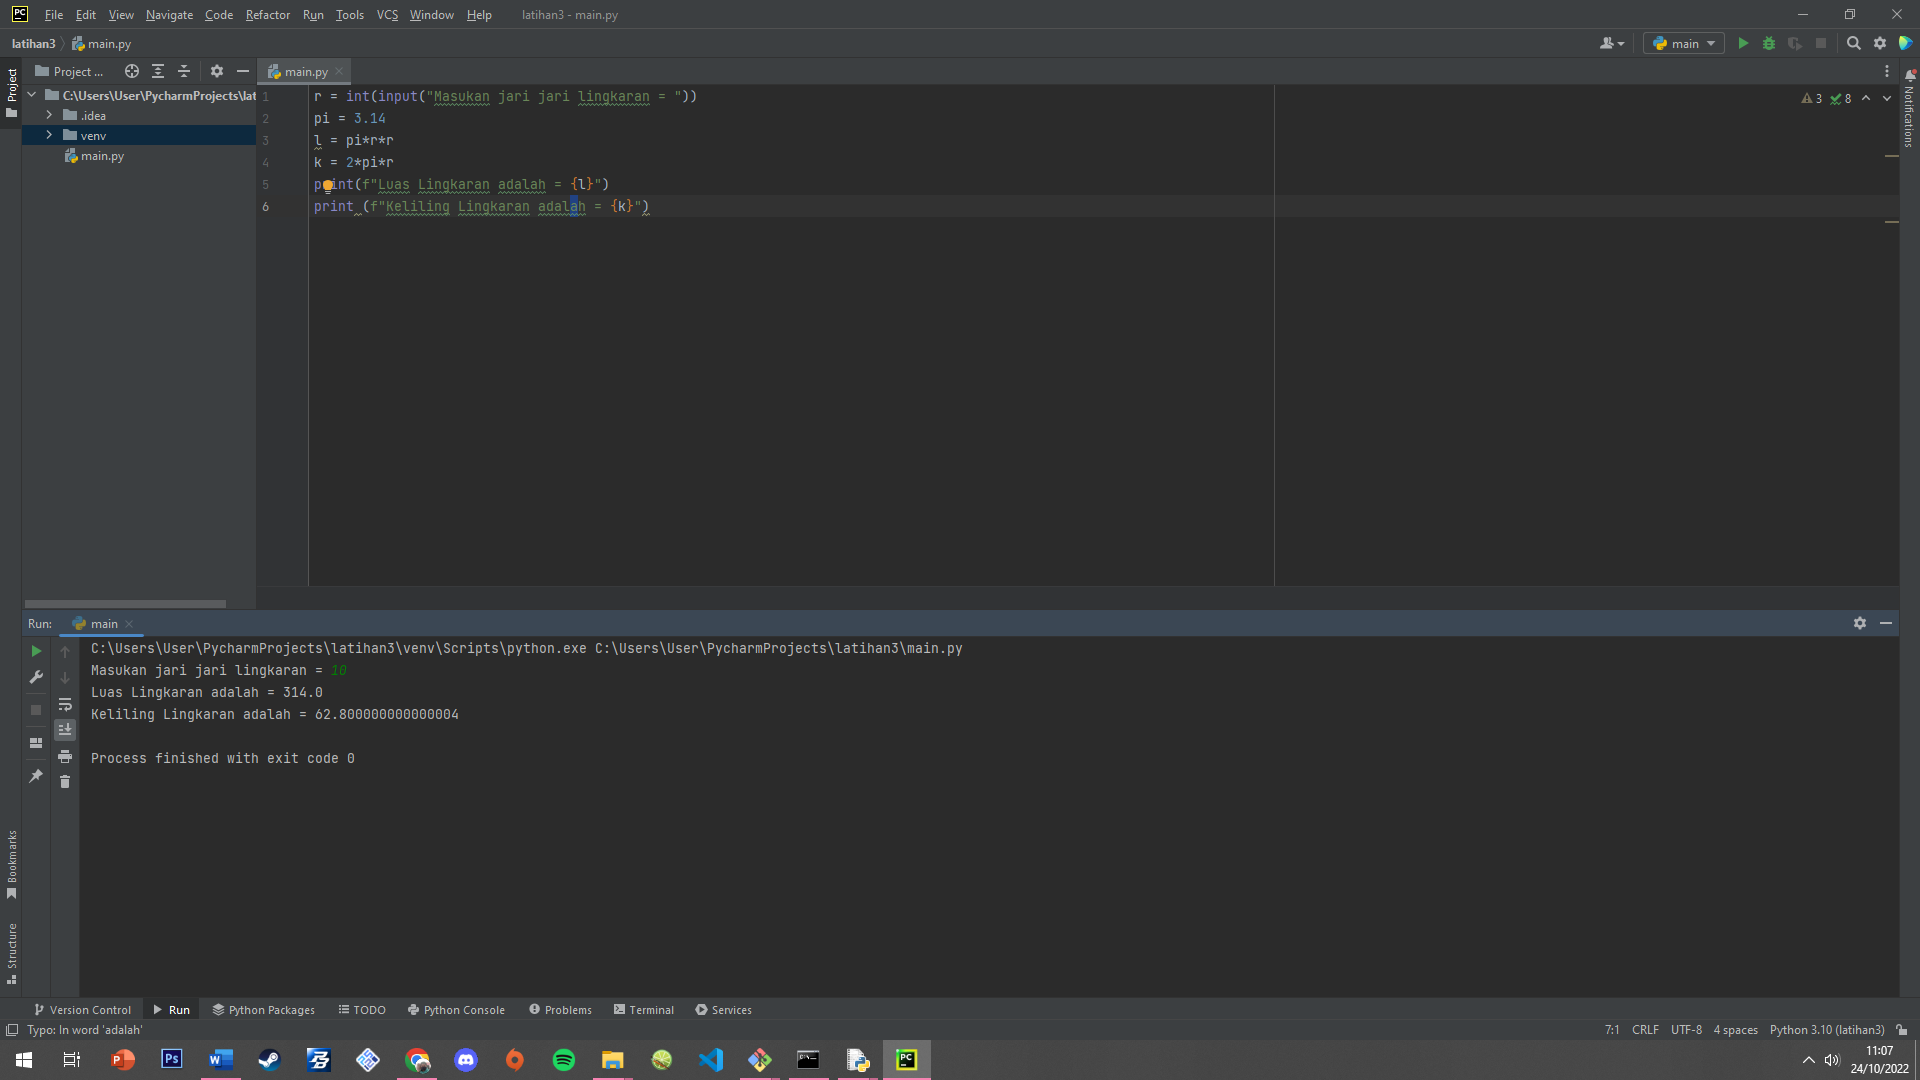 PC File Edit View Navigate Code Refactor Run Tools VCS Window Help latihan3 - main.py
latihan3 main.py
main
Project ...
main.py
Project
Notifications
C:\Users\User\PycharmProjects\lat
.idea
venv
main.py
1 r = int(input("Masukan jari jari lingkaran = "))
2 pi = 3.14
3 l = pi*r*r
4 k = 2*pi*r
5 print(f"Luas Lingkaran adalah = {l}")
6 print (f"Keliling Lingkaran adalah = {k}")
3 8
Run: main
C:\Users\User\PycharmProjects\latihan3\venv\Scripts\python.exe C:\Users\User\PycharmProjects\latihan3\main.py
Masukan jari jari lingkaran = 10
Luas Lingkaran adalah = 314.0
Keliling Lingkaran adalah = 62.800000000000004
Process finished with exit code 0
Bookmarks
Structure
Version Control Run Python Packages TODO Python Console Problems Terminal Services
Typo: In word 'adalah'
7:1 CRLF UTF-8 4 spaces Python 3.10 (latihan3)
P Ps W PC
11:07
24/10/2022